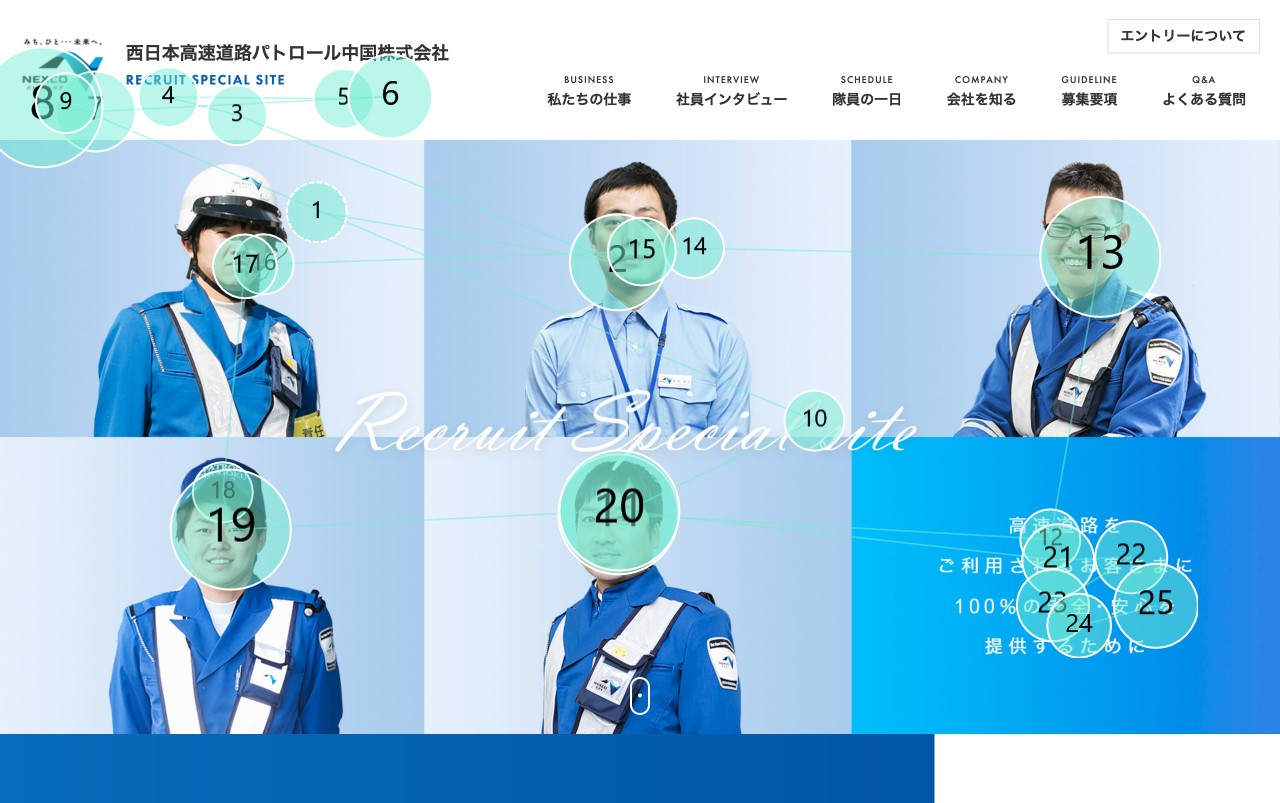 みち、ひと…未来へ。
西日本高速道路パトロール中国株式会社
NEXCO
RECRUIT SPECIAL SITE
エントリーについて
BUSINESS
私たちの仕事
INTERVIEW
社員インタビュー
SCHEDULE
隊員の一日
COMPANY
会社を知る
GUIDELINE
募集要項
Q&A
よくある質問
8
9
7
4
3
5
6
1
17
16
2
15
14
13
責任
Recruit Special site
10
18
19
20
高速道路を
ご利用されるお客さまに
100%の安全・安心を
提供するために
12
21
22
23
24
25